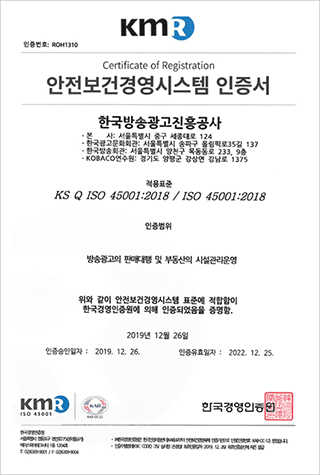 KMR
인증번호: ROH1310
Certificate of Registration
안전보건경영시스템 인증서
한국방송광고진흥공사
· 본 사: 서울특별시 중구 세종대로 124
· 한국광고문화회관: 서울특별시 송파구 올림픽로35길 137
· 한국방송회관: 서울특별시 양천구 목동동로 233, 9층
· KOBACO연수원: 경기도 양평군 강상면 강남로 1375
적용표준
KS Q ISO 45001:2018 / ISO 45001:2018
인증범위
방송광고의 판매대행 및 부동산의 시설관리운영
위와 같이 안전보건경영시스템 표준에 적합함이
한국경영인증원에 의해 인증되었음을 증명함.
2019년 12월 26일
인증승인일자 : 2019. 12. 26.
인증유효일자 : 2022. 12. 25.
KMR
ISO 45001
KAB
한국경영인증원
한국경영인증원